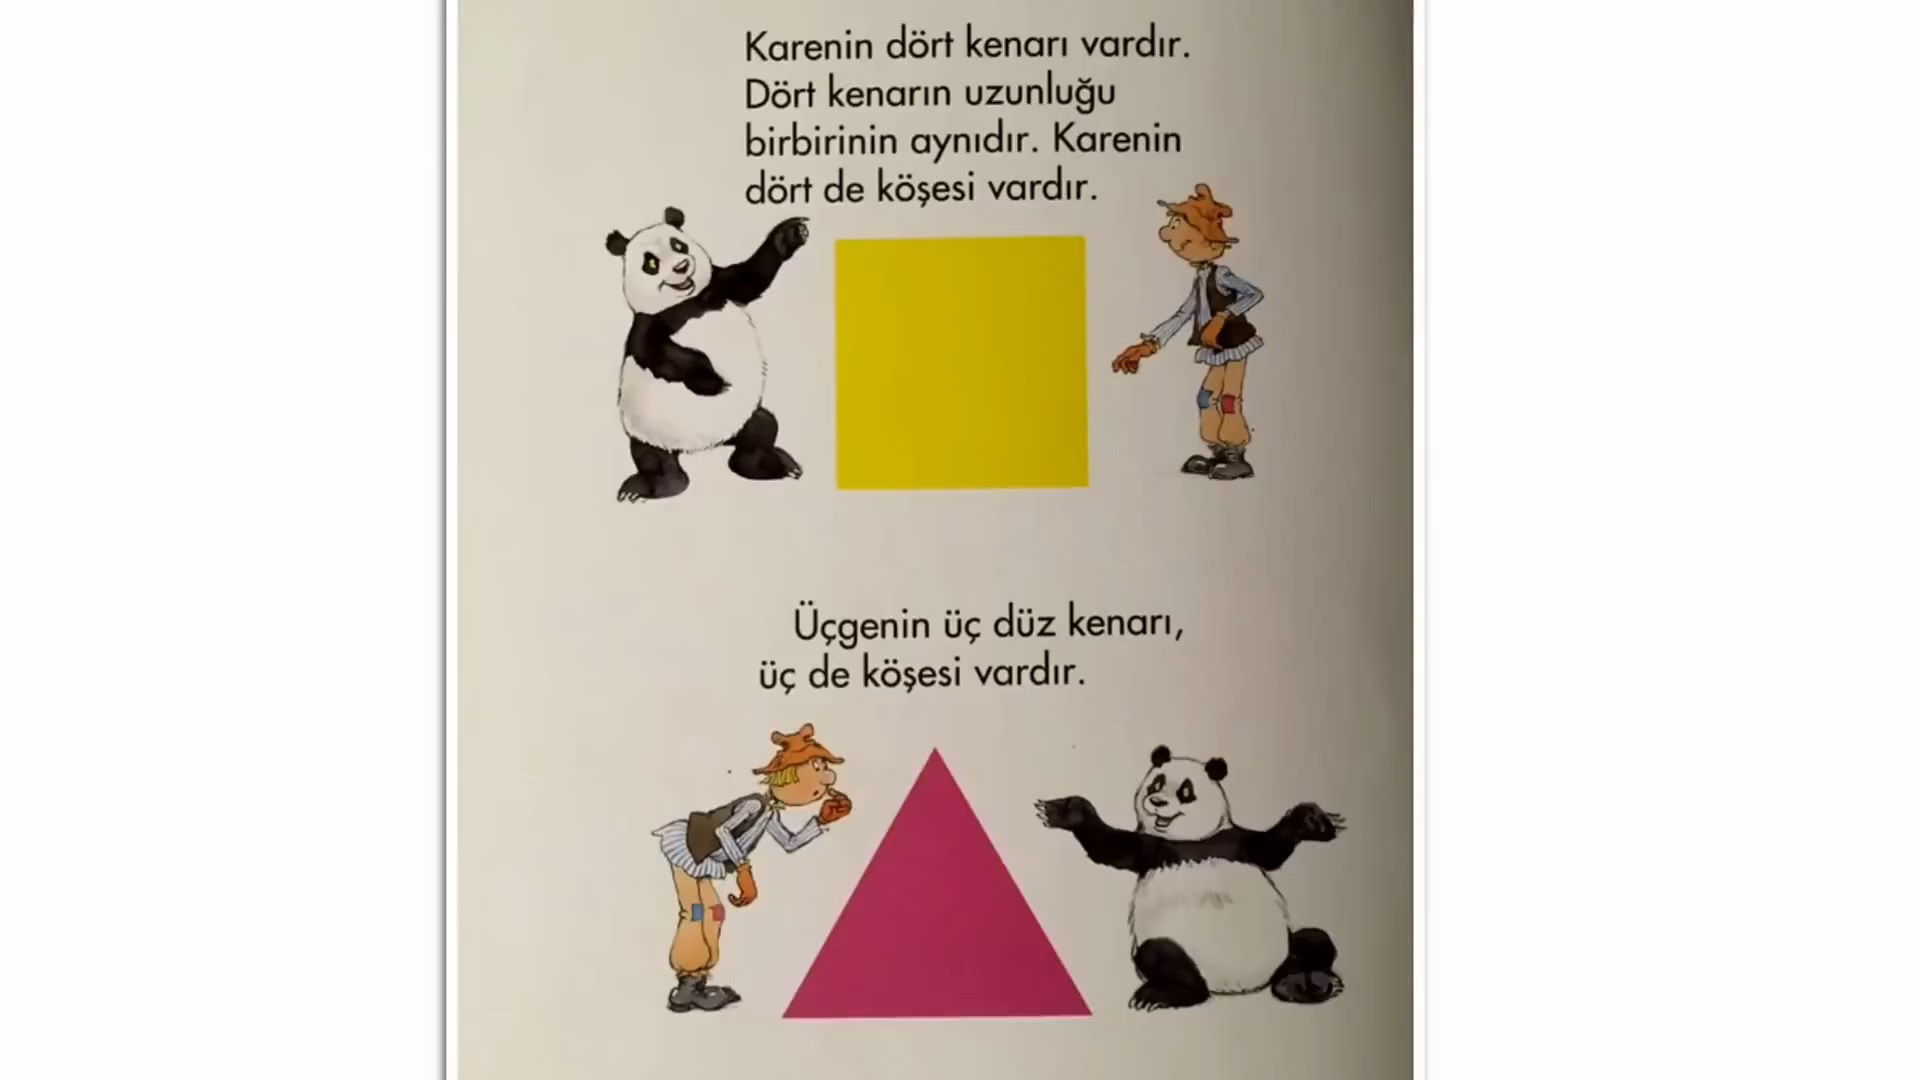 Karenin dört kenarı vardır.
Dört kenarın uzunluğu
birbirinin aynıdır. Karenin
dört de köşesi vardır.
Üçgenin üç düz kenarı,
üç de köşesi vardır.